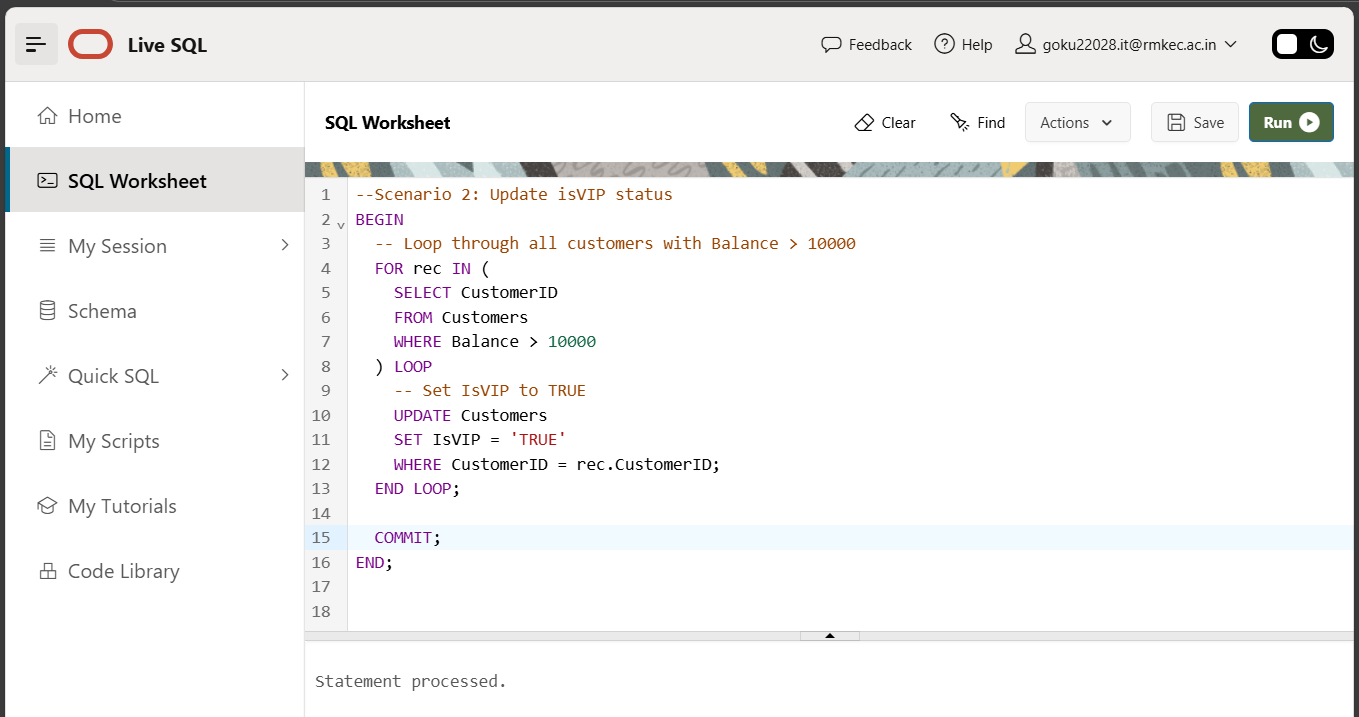 Live SQL
Feedback
Help
goku22028.it@rmkec.ac.in
Home
SQL Worksheet
My Session
Schema
Quick SQL
My Scripts
My Tutorials
Code Library
SQL Worksheet
Clear
Find
Actions
Save
Run
1 --Scenario 2: Update isVIP status
2 BEGIN
3   -- Loop through all customers with Balance > 10000
4   FOR rec IN (
5     SELECT CustomerID
6     FROM Customers
7     WHERE Balance > 10000
8   ) LOOP
9     -- Set IsVIP to TRUE
10     UPDATE Customers
11     SET IsVIP = 'TRUE'
12     WHERE CustomerID = rec.CustomerID;
13   END LOOP;
14
15   COMMIT;
16 END;
17
18
Statement processed.